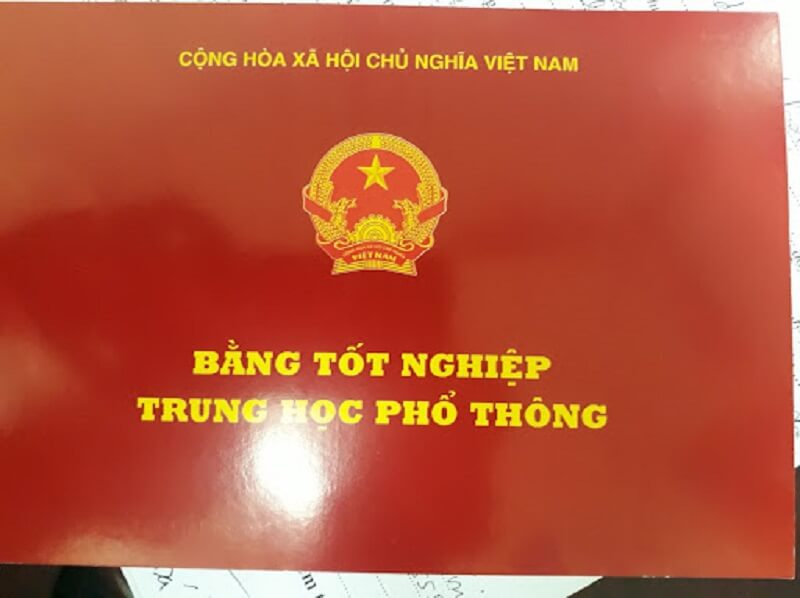 CỘNG HÒA XÃ HỘI CHỦ NGHĨA VIỆT NAM
VIỆT NAM
BẰNG TỐT NGHIỆP
TRUNG HỌC PHỔ THÔNG